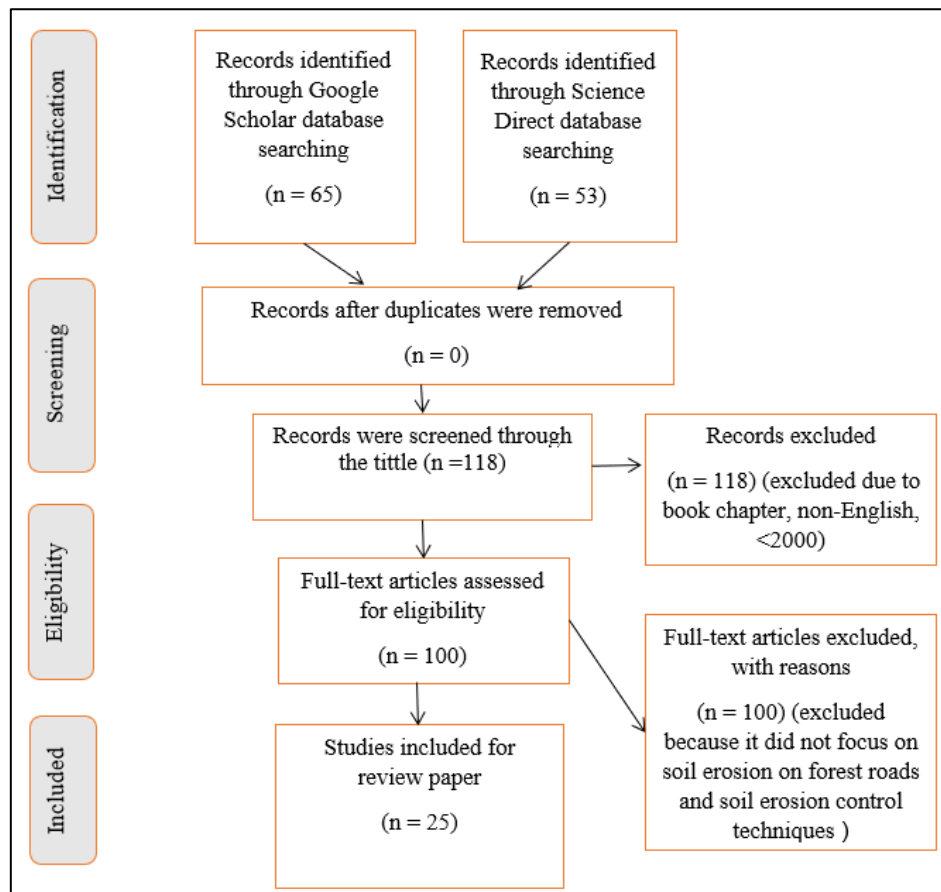 Identification
Records identified
through Google
Scholar database
searching
(n = 65)
Records identified
through Science
Direct database
searching
(n = 53)
Screening
Records after duplicates were removed
(n = 0)
Records were screened through
the tittle (n =118)
Records excluded
(n = 118) (excluded due to
book chapter, non-English,
<2000)
Eligibility
Full-text articles assessed
for eligibility
(n = 100)
Full-text articles excluded,
with reasons
(n = 100) (excluded
because it did not focus on
soil erosion on forest roads
and soil erosion control
techniques )
Included
Studies included for
review paper
(n = 25)